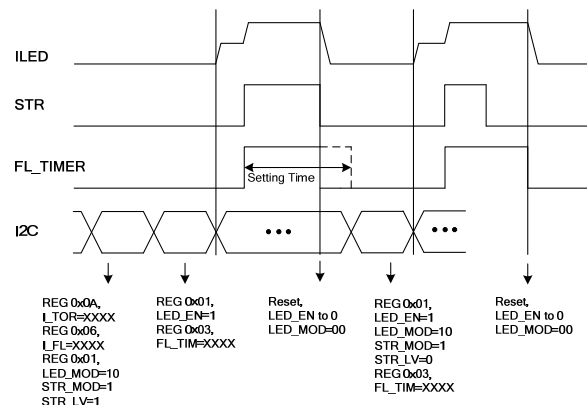 ILED
STR
FL_TIMER
Setting Time
I2C
•••
•••
REG 0x0A,
I_TOR=XXXX
REG 0x06,
I_FL=XXXX
REG 0x01,
LED_MOD=10
STR_MOD=1
STR_LV=1
REG 0x01,
LED_EN=1
REG 0x03,
FL_TIM=XXXX
Reset,
LED_EN to 0
LED_MOD=00
REG 0x01,
LED_EN=1
LED_MOD=10
STR_MOD=1
STR_LV=0
REG 0x03,
FL_TIM=XXXX
Reset,
LED_EN to 0
LED_MOD=00